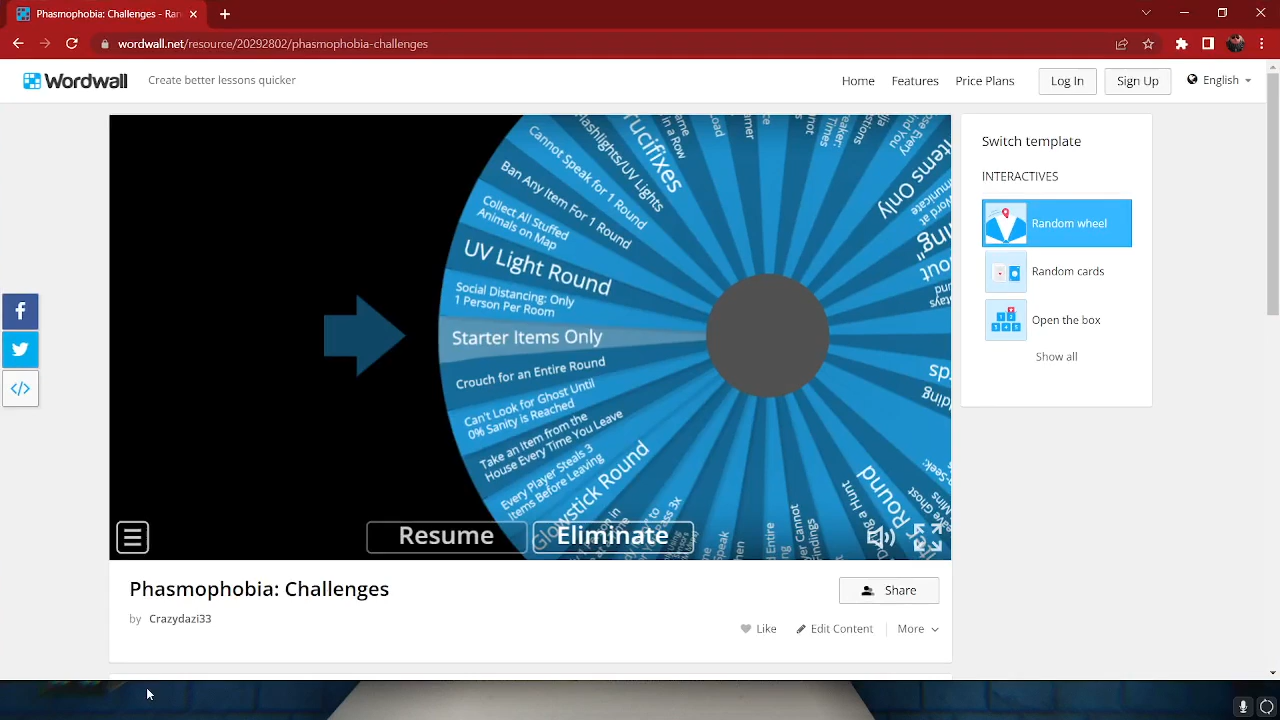 Phasmophobia: Challenges - Ran
wordwall.net/resource/20292802/phasmophobia-challenges
Wordwall
Create better lessons quicker
Home
Features
Price Plans
Log In
Sign Up
English
Switch template
INTERACTIVES
Random wheel
Random cards
Open the box
Show all
Crucifixes
Flashlights/UV Lights
Cannot Speak for 1 Round
Ban Any Item For 1 Round
Collect All Stuffed
Animals on Map
UV Light Round
Social Distancing: Only
1 Person Per Room
Starter Items Only
Crouch for an Entire Round
Can't Look for Ghost Until
0% Sanity is Reached
Take an Item from the
House Every Time You Leave
Every Player Steals 3
Items Before Leaving
Glowstick Round
Items Only
in a Row
Times
Round
Resume
Eliminate
Phasmophobia: Challenges
by Crazydazi33
Share
Like
Edit Content
More